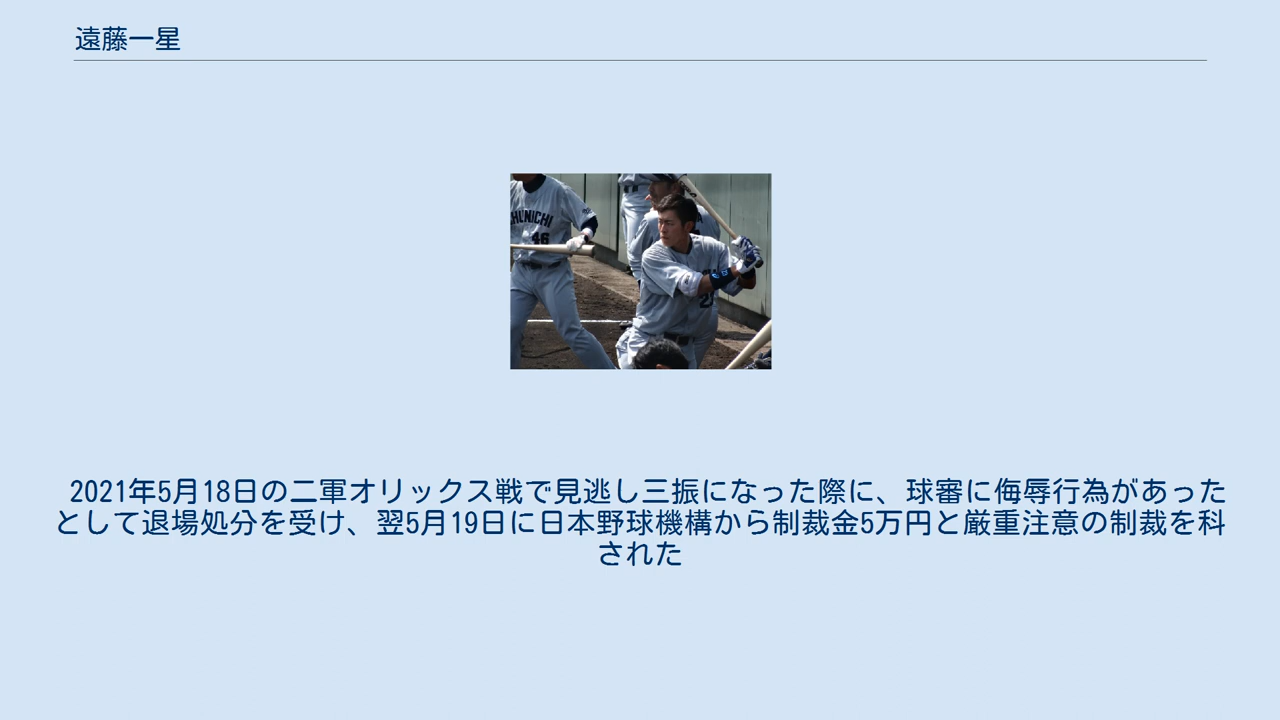 遠藤一星
HUNICHI
46
2021年5月18日の二軍オリックス戦で見逃し三振になった際に、球審に侮辱行為があった
として退場処分を受け、翌5月19日に日本野球機構から制裁金5万円と厳重注意の制裁を科
された